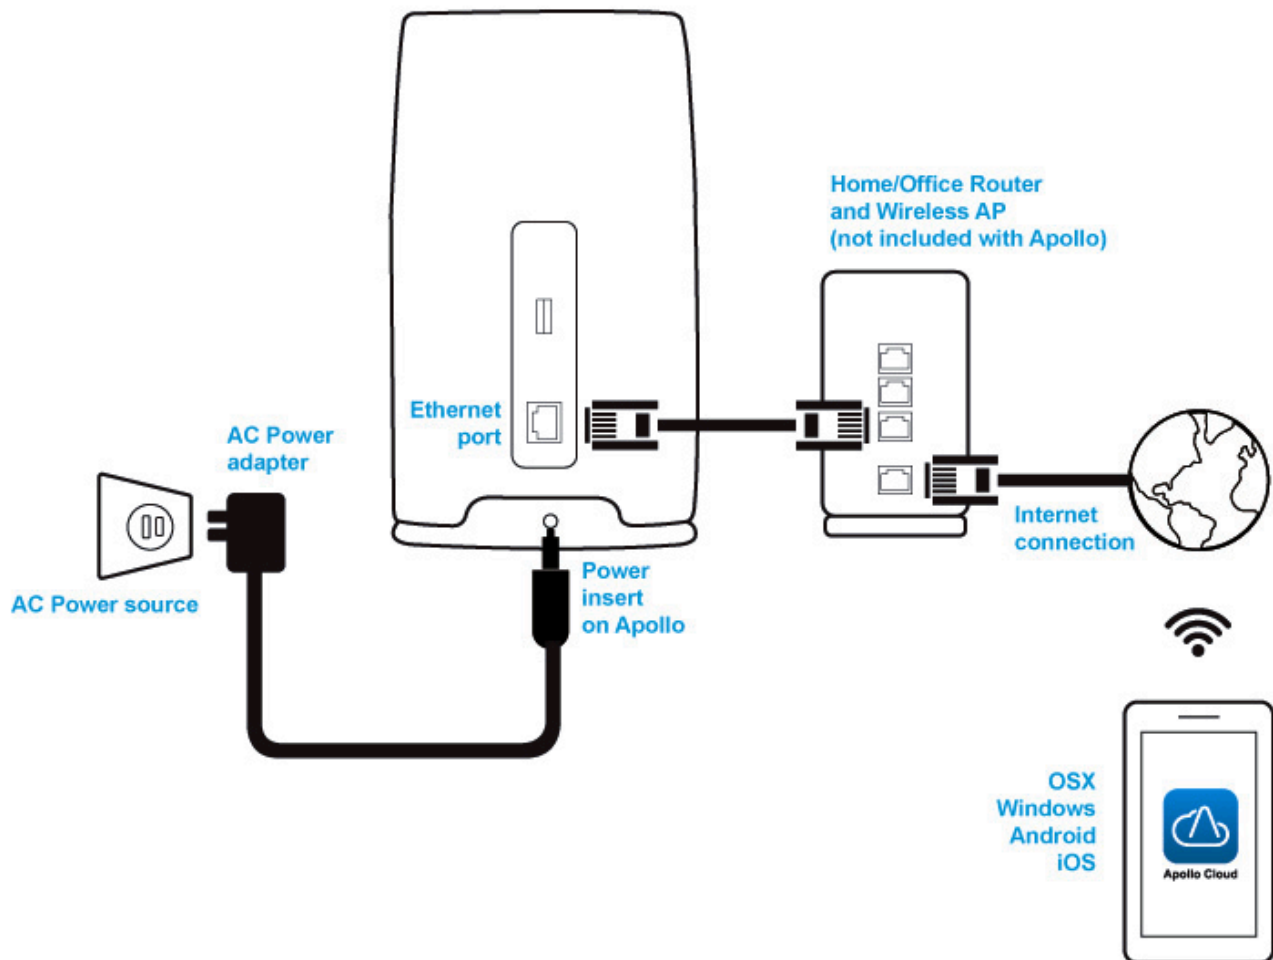 Home/Office Router
and Wireless AP
(not included with Apollo)
Ethernet
port
AC Power
adapter
AC Power source
Power
insert
on Apollo
Internet
connection
OSX
Windows
Android
iOS
Apollo Cloud